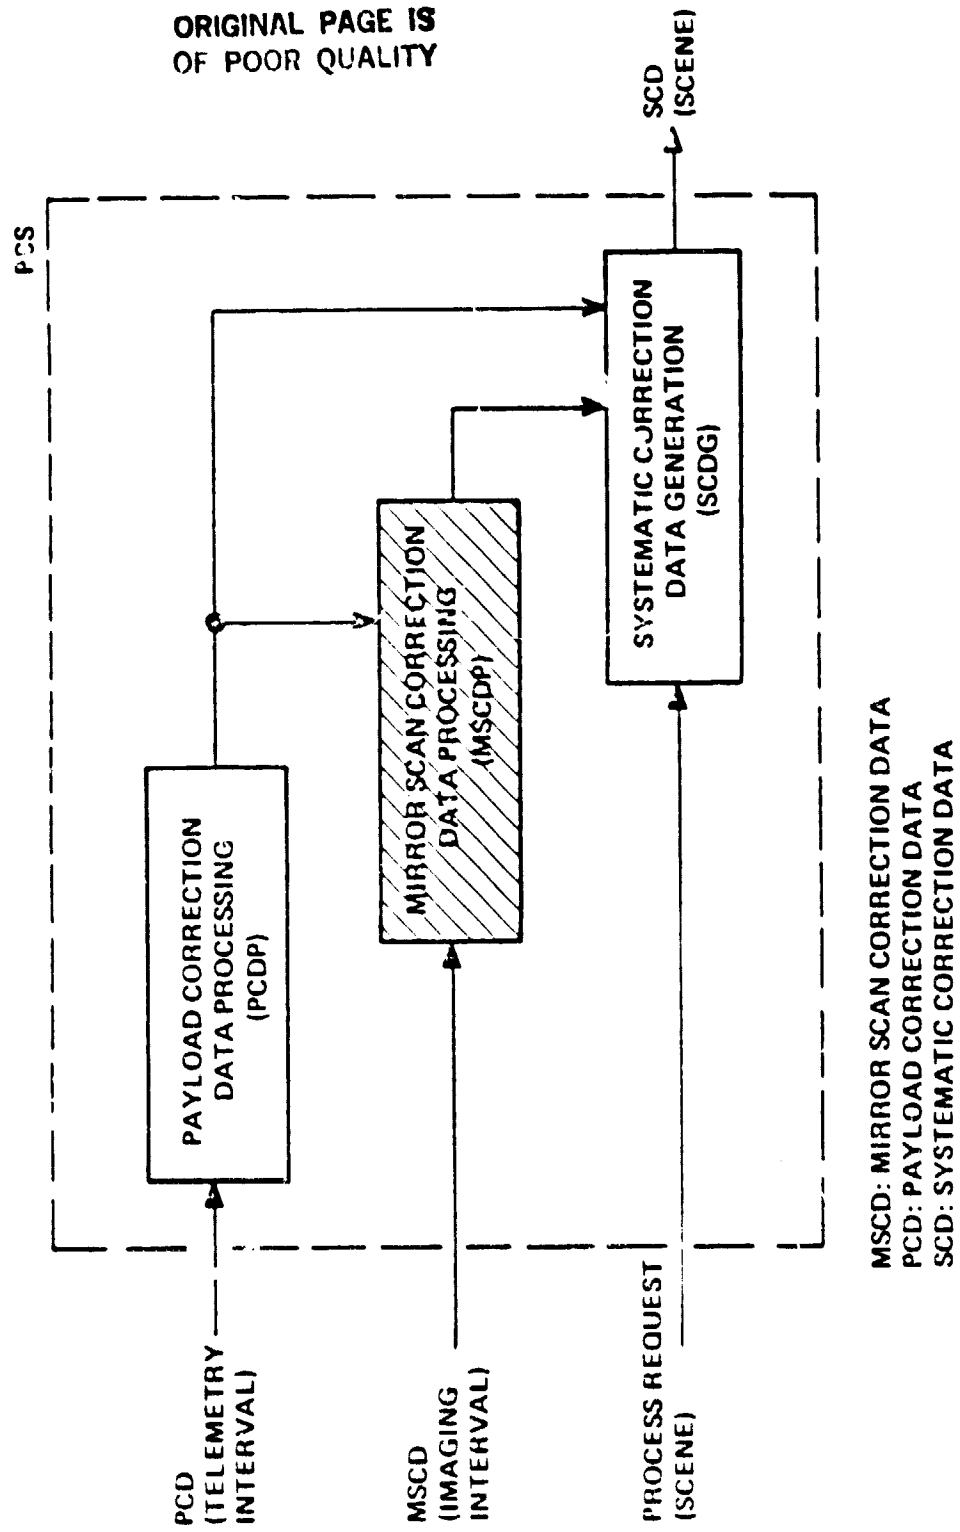 ORIGINAL PAGE IS
OF POOR QUALITY
PCS
PCD
(TELEMETRY
INTERVAL)
PAYLOAD CORRECTION
DATA PROCESSING
(PCDP)
MSCD
(IMAGING
INTERVAL)
MIRROR SCAN CORRECTION
DATA PROCESSING
(MSCDP)
PROCESS REQUEST
(SCENE)
SYSTEMATIC CORRECTION
DATA GENERATION
(SCDG)
SCD
(SCENE)
MSCD: MIRROR SCAN CORRECTION DATA
PCD: PAYLOAD CORRECTION DATA
SCD: SYSTEMATIC CORRECTION DATA